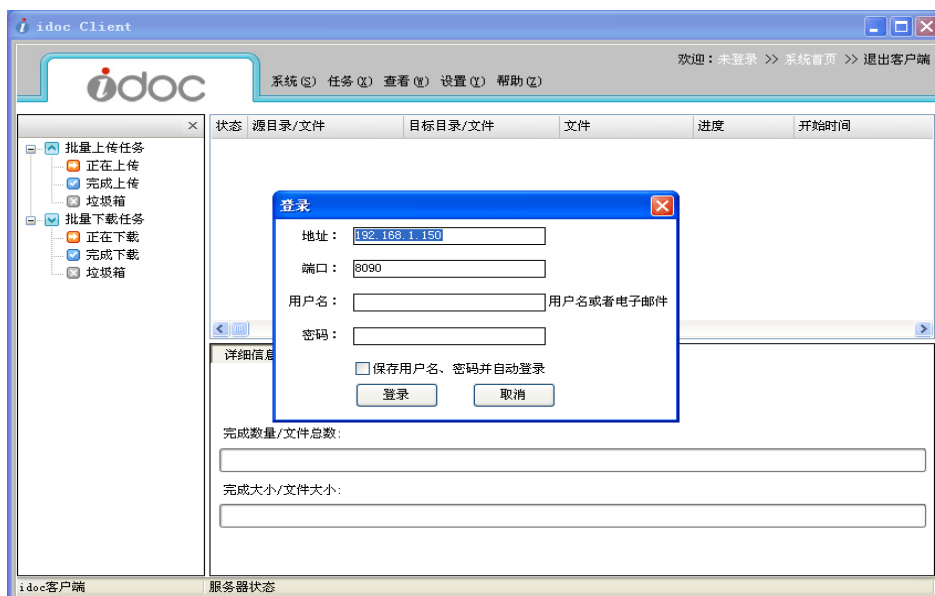 idoc Client
欢迎：未登录 >> 系统首页 >> 退出客户端
idoc
系统(S) 任务(X) 查看(W) 设置(Y) 帮助(Z)
状态 源目录/文件 目标目录/文件 文件 进度 开始时间
批量上传任务
正在上传
完成上传
垃圾箱
批量下载任务
正在下载
完成下载
垃圾箱
登录
地址： 192.168.1.150
端口： 8090
用户名： 用户名或者电子邮件
密码：
保存用户名、密码并自动登录
登录 取消
详细信息
完成数量/文件总数:
完成大小/文件大小:
idoc客户端 服务器状态